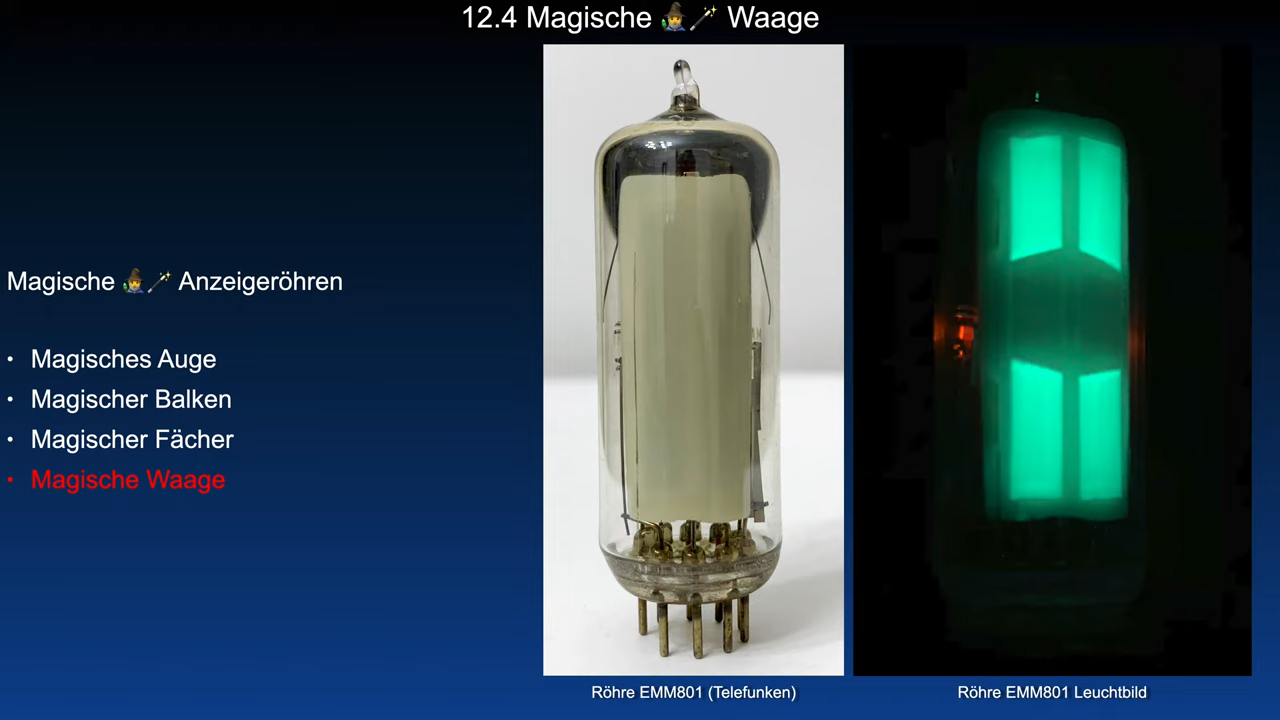 12.4 Magische 🧙‍♂️🪄 Waage
Magische 🧙‍♂️🪄 Anzeigeröhren
• Magisches Auge
• Magischer Balken
• Magischer Fächer
• Magische Waage
Röhre EMM801 (Telefunken)
Röhre EMM801 Leuchtbild